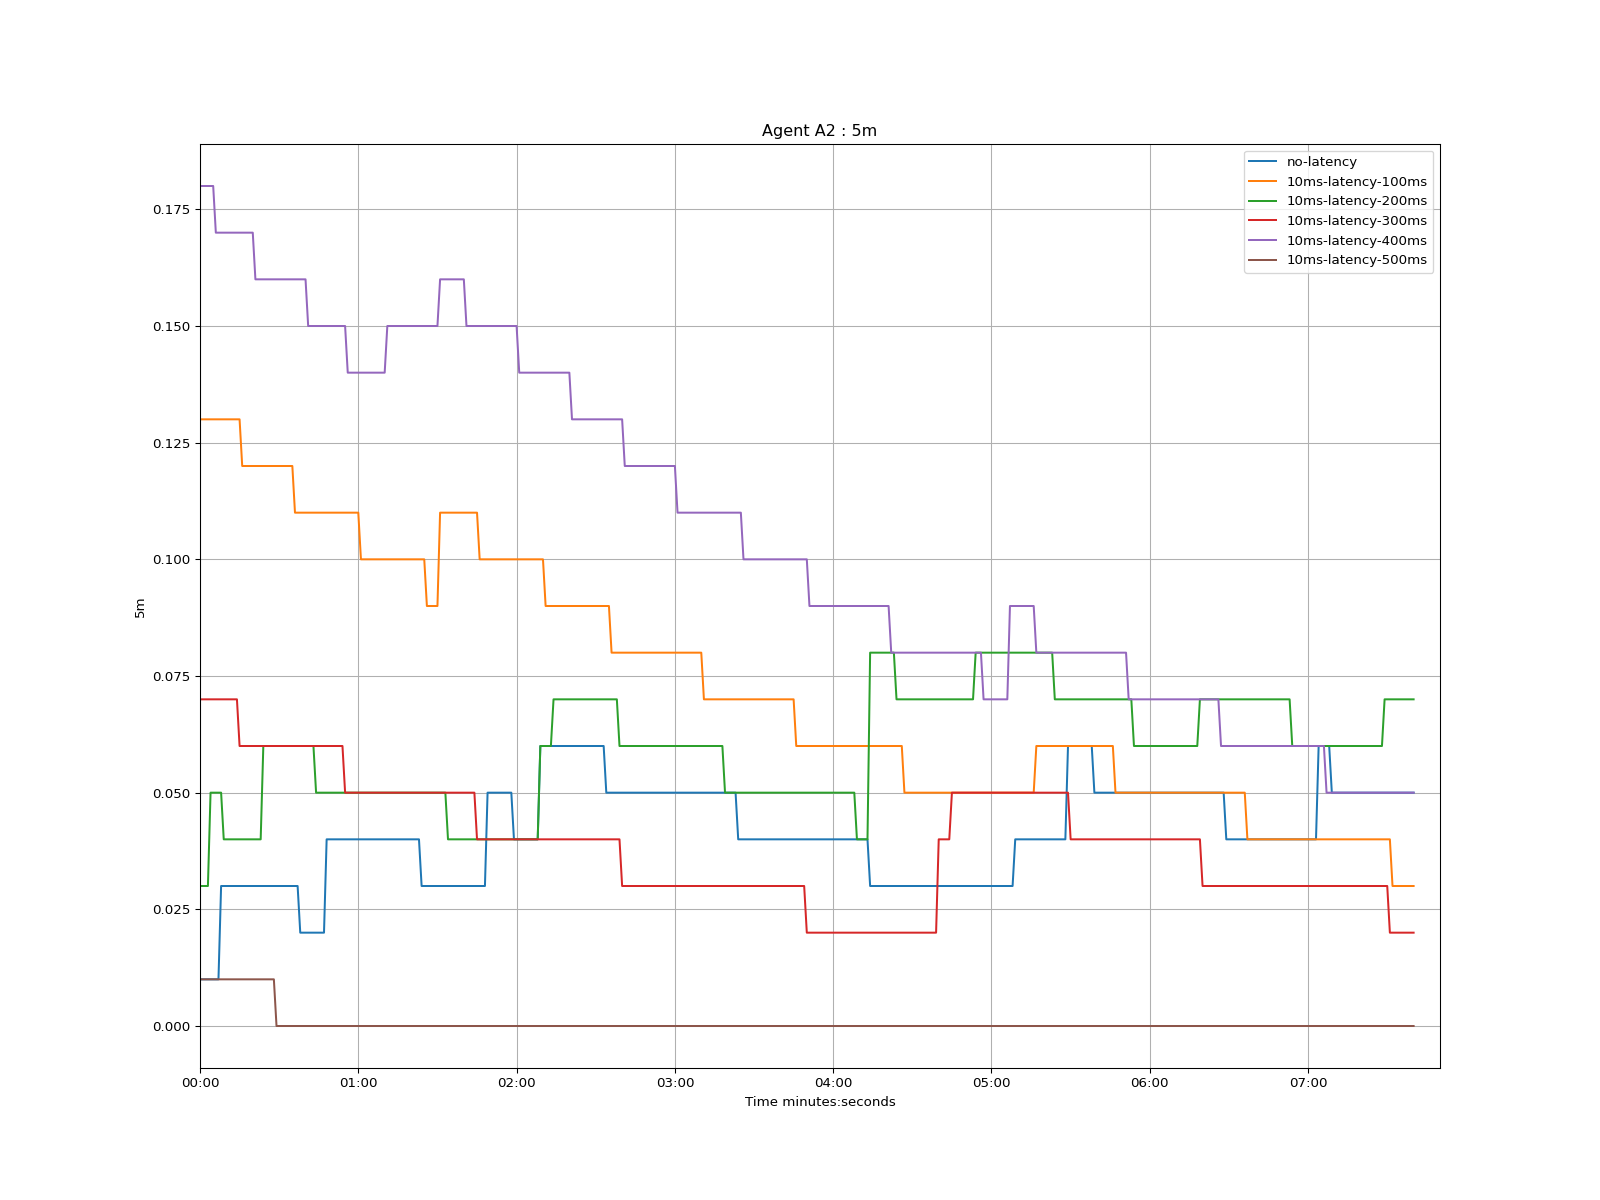 Agent A2 : 5m
no-latency
10ms-latency-100ms
10ms-latency-200ms
10ms-latency-300ms
10ms-latency-400ms
10ms-latency-500ms
0.175
0.150
0.125
0.100
0.075
0.050
0.025
0.000
5m
00:00 01:00 02:00 03:00 04:00 05:00 06:00 07:00
Time minutes:seconds